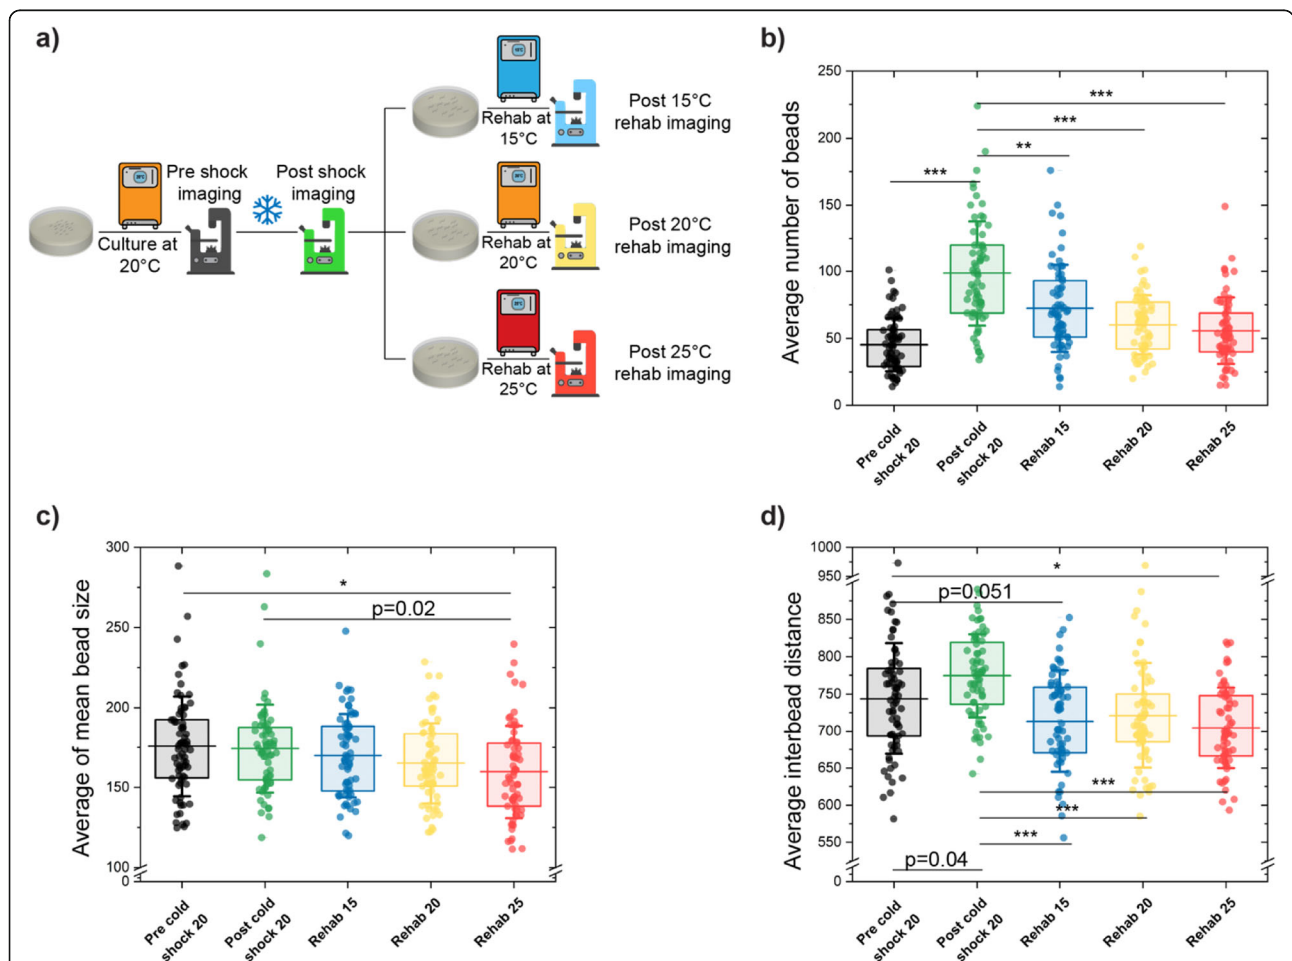 a)
Pre shock
imaging
Post shock
imaging
Culture at
20°C
Rehab at
15°C
Post 15°C
rehab imaging
Rehab at
20°C
Post 20°C
rehab imaging
Rehab at
25°C
Post 25°C
rehab imaging
b)
Average number of beads
250
200
150
100
50
0
***
***
**
***
Pre cold
shock 20
Post cold
shock 20
Rehab 15
Rehab 20
Rehab 25
c)
Average of mean bead size
300
250
200
150
100
0
*
p=0.02
Pre cold
shock 20
Post cold
shock 20
Rehab 15
Rehab 20
Rehab 25
d)
Average interbead distance
1000
950
900
850
800
750
700
650
600
550
0
*
p=0.051
***
***
***
p=0.04
Pre cold
shock 20
Post cold
shock 20
Rehab 15
Rehab 20
Rehab 25